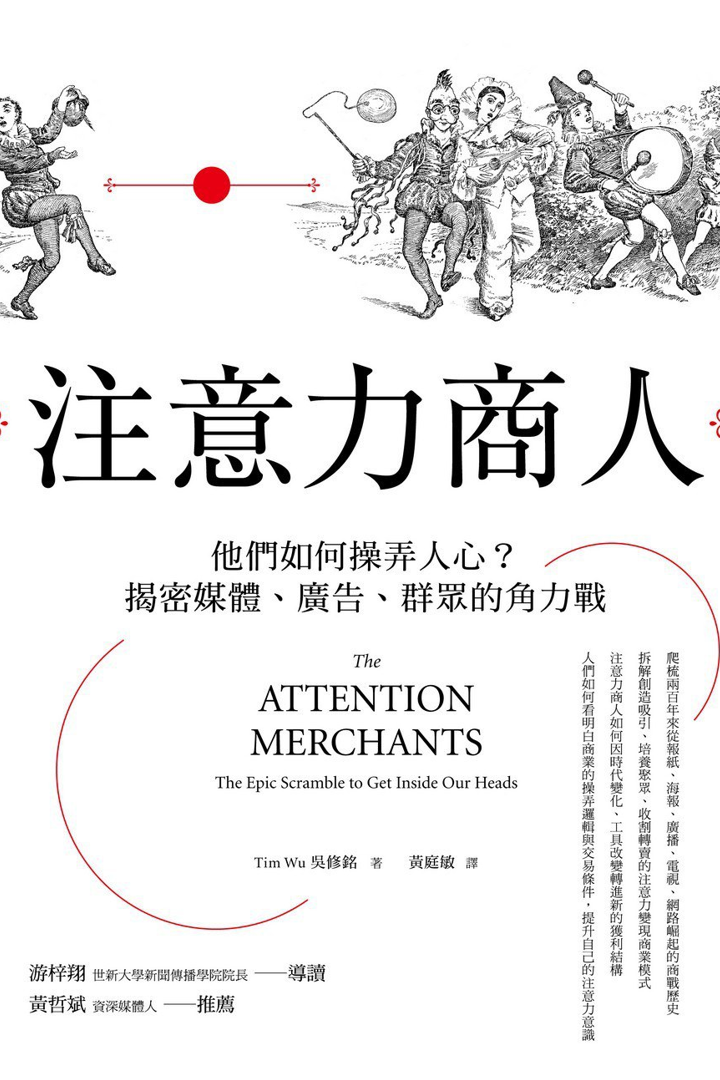 注意力商人
他們如何操弄人心？
揭密媒體、廣告、群眾的角力戰
The
ATTENTION
MERCHANTS
The Epic Scramble to Get Inside Our Heads
Tim Wu 吳修銘 著 黃庭敏 譯
爬梳兩百年來從報紙、海報、廣播、電視、網路崛起的商戰歷史
拆解創造吸引、培養聚眾、收割轉賣的注意力變現商業模式
注意力商人如何因時代變化、工具改變轉進新的獲利結構
人們如何看明白商業的操弄邏輯與交易條件，提升自己的注意力意識
游梓翔 世新大學新聞傳播學院院長 ──導讀
黃哲斌 資深媒體人 ──推薦